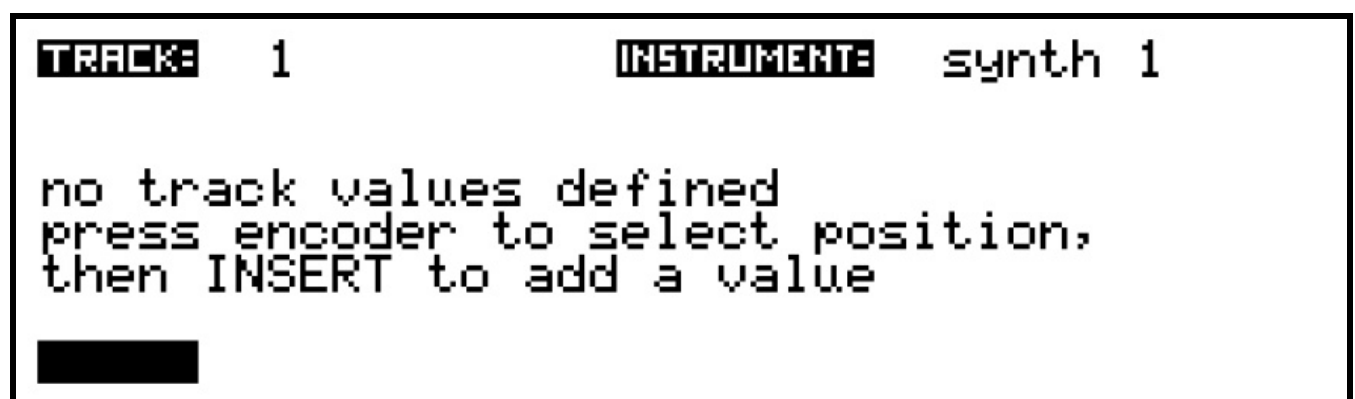 TRACK: 1 INSTRUMENT: synth 1
no track values defined
press encoder to select position,
then INSERT to add a value